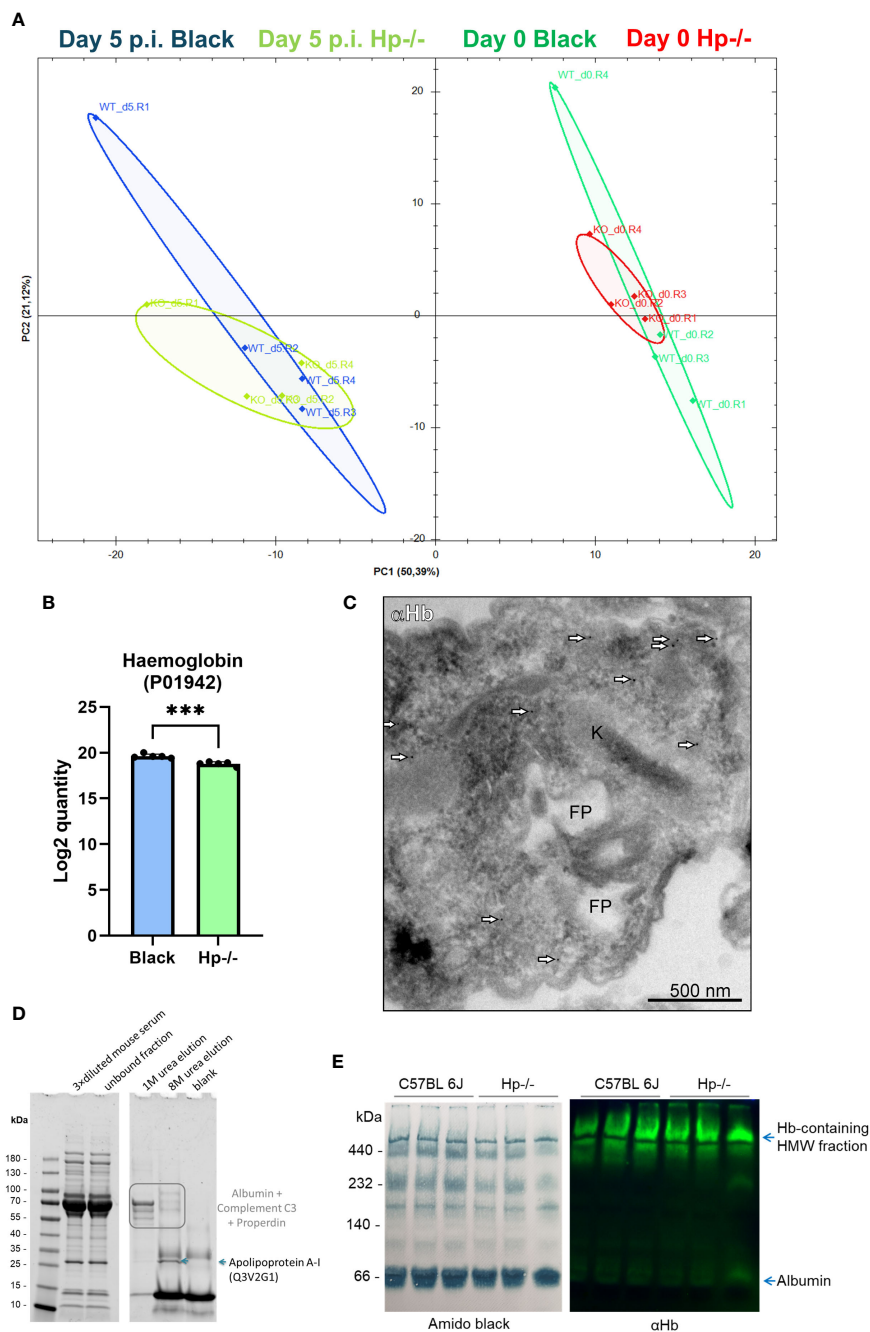 A
Day 5 p.i. Black Day 5 p.i. Hp-/- Day 0 Black Day 0 Hp-/-
WT_d5.R1
WT_d0.R4
KO_d0.R4
KO_d5.R1
KO_d0.R3
KO_d0.R2
KO_d0.R1
WT_d0.R2
WT_d5.R2
WT_d0.R3
KO_d5.R4
WT_d5.R4
KO_d5.R3
KO_d5.R2
WT_d5.R3
WT_d0.R1
20
10
0
-10
-20
PC2 (21,12%)
-20 -10 0 10 20
PC1 (50,39%)
B
Haemoglobin
(P01942)
***
25
20
15
10
5
0
Log2 quantity
Black Hp-/-
C
αHb
K
FP
FP
500 nm
D
3×diluted mouse serum
unbound fraction
1M urea elution
8M urea elution
blank
kDa
180 -
130 -
100 -
70 -
55 -
40 -
35 -
25 -
15 -
10 -
Albumin +
Complement C3
+ Properdin
Apolipoprotein A-I
(Q3V2G1)
E
C57BL 6J Hp-/- C57BL 6J Hp-/-
kDa
440 -
232 -
140 -
66 -
Hb-containing
HMW fraction
Albumin
Amido black αHb